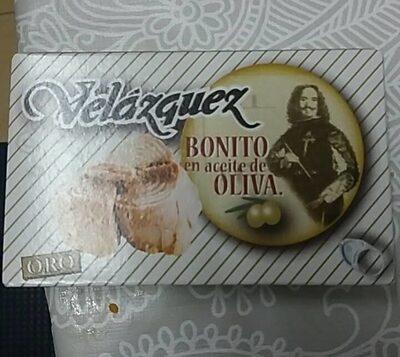 Velázquez
BONITO
en aceite de
OLIVA.
ORO